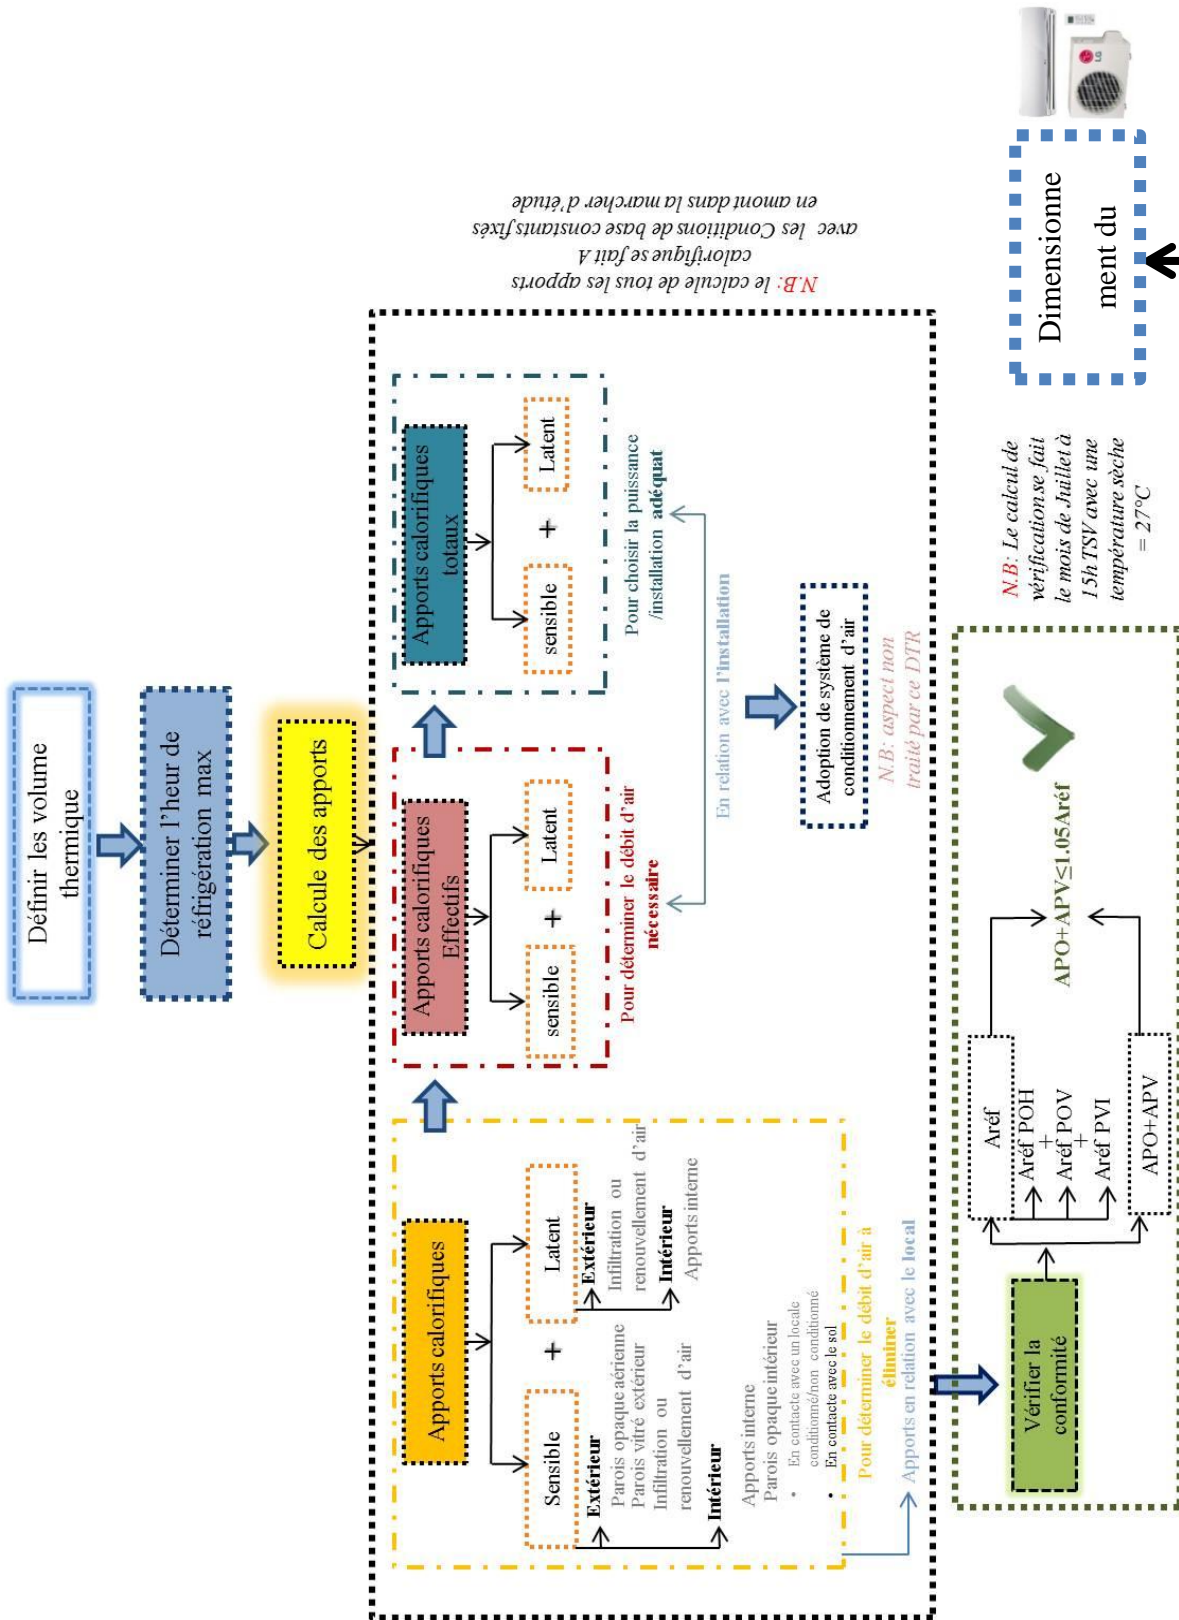 Définir les volume
thermique
Déterminer l'heur de
réfrigération max
Calcule des apports
Apports calorifiques
Sensible
+
Latent
Extérieur
Parois opaque aérienne
Parois vitré extérieur
Infiltration ou
renouvellement d'air
Intérieur
Apports interne
Parois opaque intérieur
• En contacte avec un locale
conditionné/non conditionné
• En contacte avec le sol
Extérieur
Infiltration ou
renouvellement d'air
Intérieur
Apports interne
Pour déterminer le débit d'air à
éliminer
Apports en relation avec le local
Apports calorifiques
Effectifs
sensible
+
Latent
Pour déterminer le débit d'air
nécessaire
Apports calorifiques
totaux
sensible
+
Latent
Pour choisir la puissance
/installation adéquat
En relation avec l'installation
Adoption de système de
conditionnement d'air
N.B: aspect non
traité par ce DTR
N.B: le calcule de tous les apports
calorifique se fait A
avec les Conditions de base constants fixés
en amont dans la marcher d'étude
Vérifier la
conformité
Aréf
Aréf POH
+
Aréf POV
+
Aréf PVI
APO+APV
APO+APV≤1.05Aréf
N.B: Le calcul de
vérification se fait
le mois de Juillet à
15h TSV avec une
température sèche
= 27°C
Dimensionne
ment du
LG